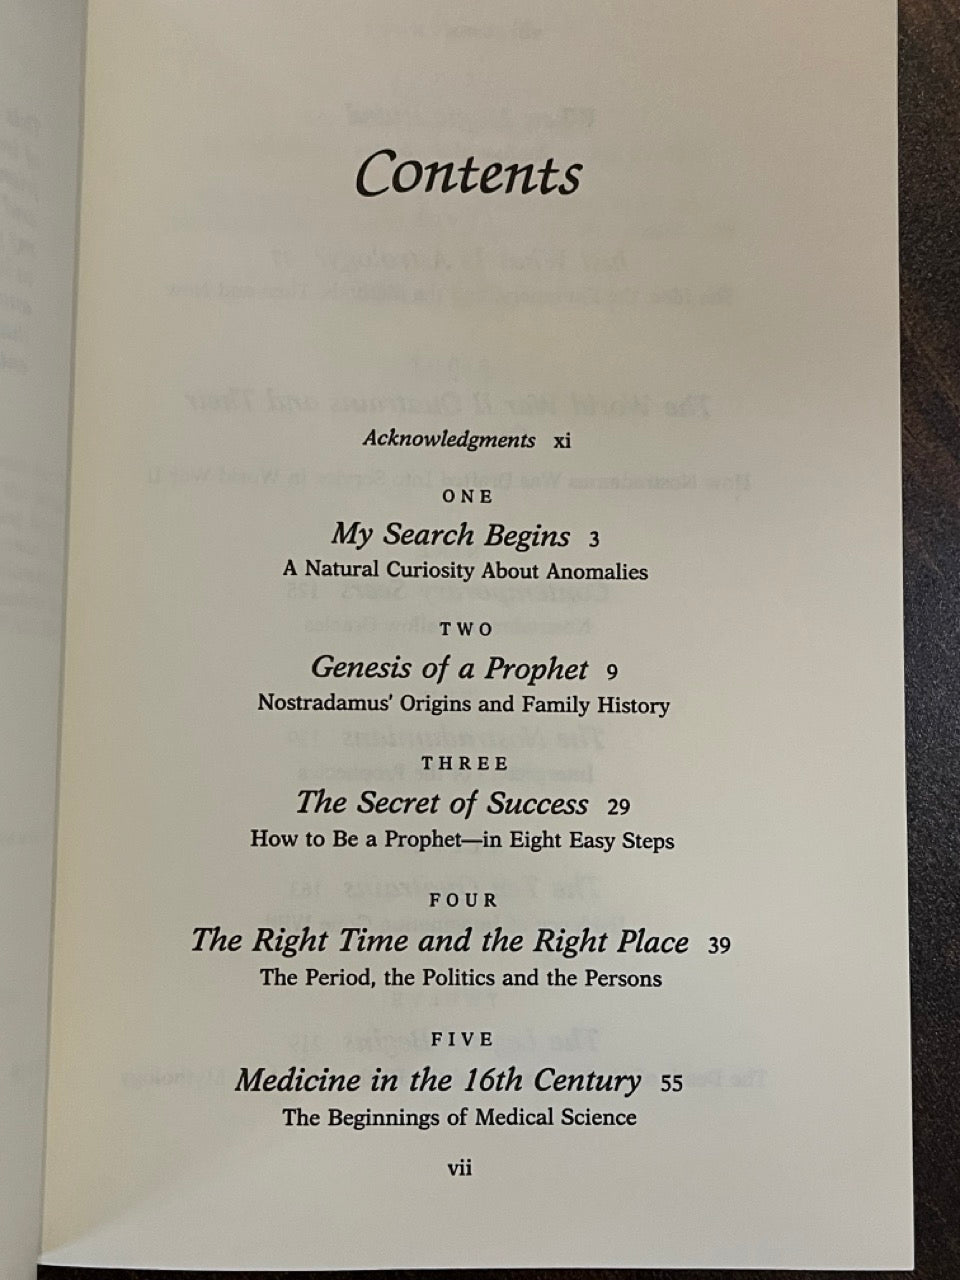 Contents
Acknowledgments xi
ONE
My Search Begins 3
A Natural Curiosity About Anomalies
TWO
Genesis of a Prophet 9
Nostradamus' Origins and Family History
THREE
The Secret of Success 29
How to Be a Prophet—in Eight Easy Steps
FOUR
The Right Time and the Right Place 39
The Period, the Politics and the Persons
FIVE
Medicine in the 16th Century 55
The Beginnings of Medical Science
vii